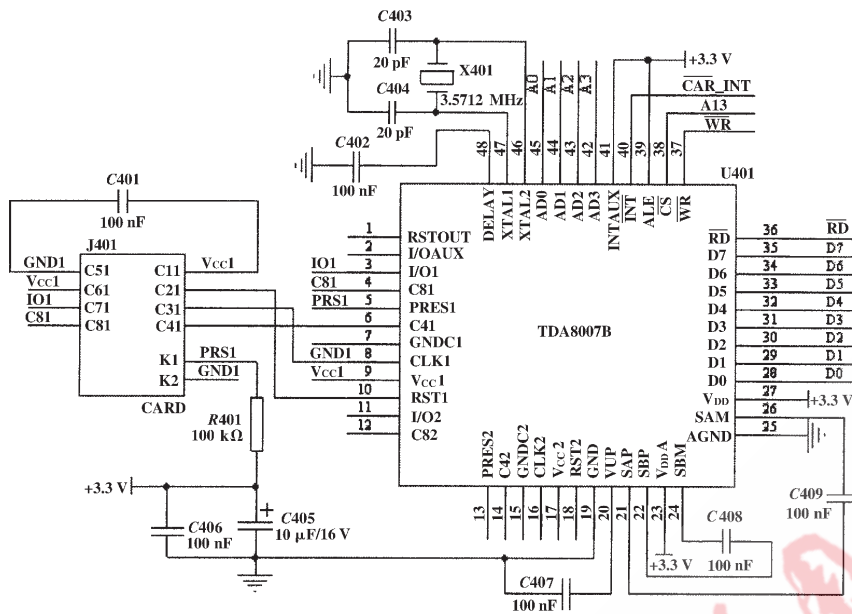 C403
20 pF
X401
C404
3.5712 MHz
20 pF
C402
100 nF
+3.3 V
CAR_INT
A13
WR
A0
A1
A2
A3
48
47
46
45
44
43
42
41
40
39
38
37
U401
DELAY
XTAL1
XTAL2
AD0
AD1
AD2
AD3
INTAUX
INT
ALE
CS
WR
C401
100 nF
J401
GND1
C51
C11
VCC1
VCC1
C61
C21
IO1
C71
C31
C81
C81
C41
K1
PRS1
K2
GND1
CARD
R401
100 kΩ
+3.3 V
C406
100 nF
+
C405
10 μF/16 V
1
RSTOUT
2
I/OAUX
IO1
3
I/O1
C81
4
C81
PRS1
5
PRES1
6
C41
7
GNDC1
GND1
8
CLK1
VCC1
9
VCC1
10
RST1
11
I/O2
12
C82
TDA8007B
RD
36
RD
D7
35
D7
D6
34
D6
D5
33
D5
D4
32
D4
D3
31
D3
D2
30
D2
D1
29
D1
D0
28
D0
VDD
27
+3.3 V
SAM
26
AGND
25
PRES2
C42
GNDC2
CLK2
VCC2
RST2
GND
VUP
SAP
SBP
VDDA
SBM
13
14
15
16
17
18
19
20
21
22
23
24
C409
100 nF
C408
100 nF
+3.3 V
C407
100 nF